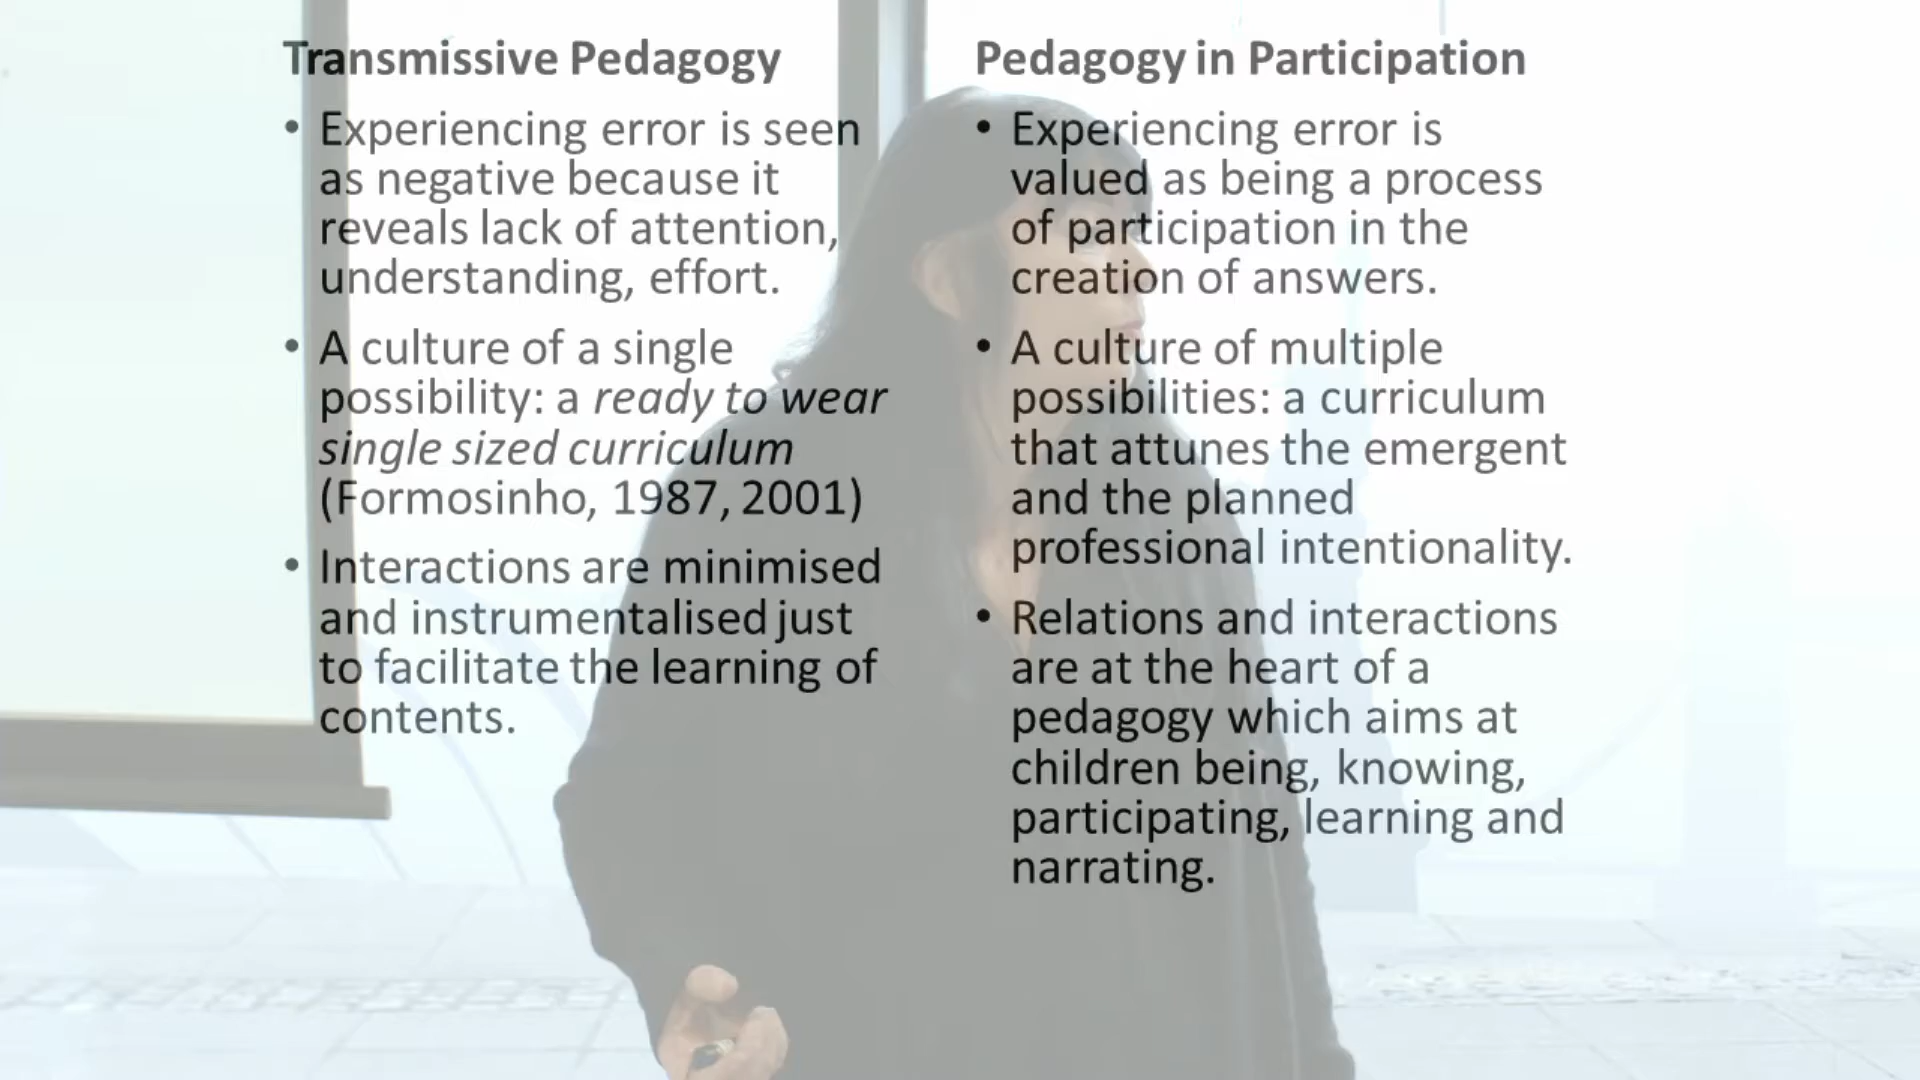 Transmissive Pedagogy
• Experiencing error is seen
as negative because it
reveals lack of attention,
understanding, effort.
• A culture of a single
possibility: a ready to wear
single sized curriculum
(Formosinho, 1987, 2001)
• Interactions are minimised
and instrumentalised just
to facilitate the learning of
contents.
Pedagogy in Participation
• Experiencing error is
valued as being a process
of participation in the
creation of answers.
• A culture of multiple
possibilities: a curriculum
that attunes the emergent
and the planned
professional intentionality.
• Relations and interactions
are at the heart of a
pedagogy which aims at
children being, knowing,
participating, learning and
narrating.